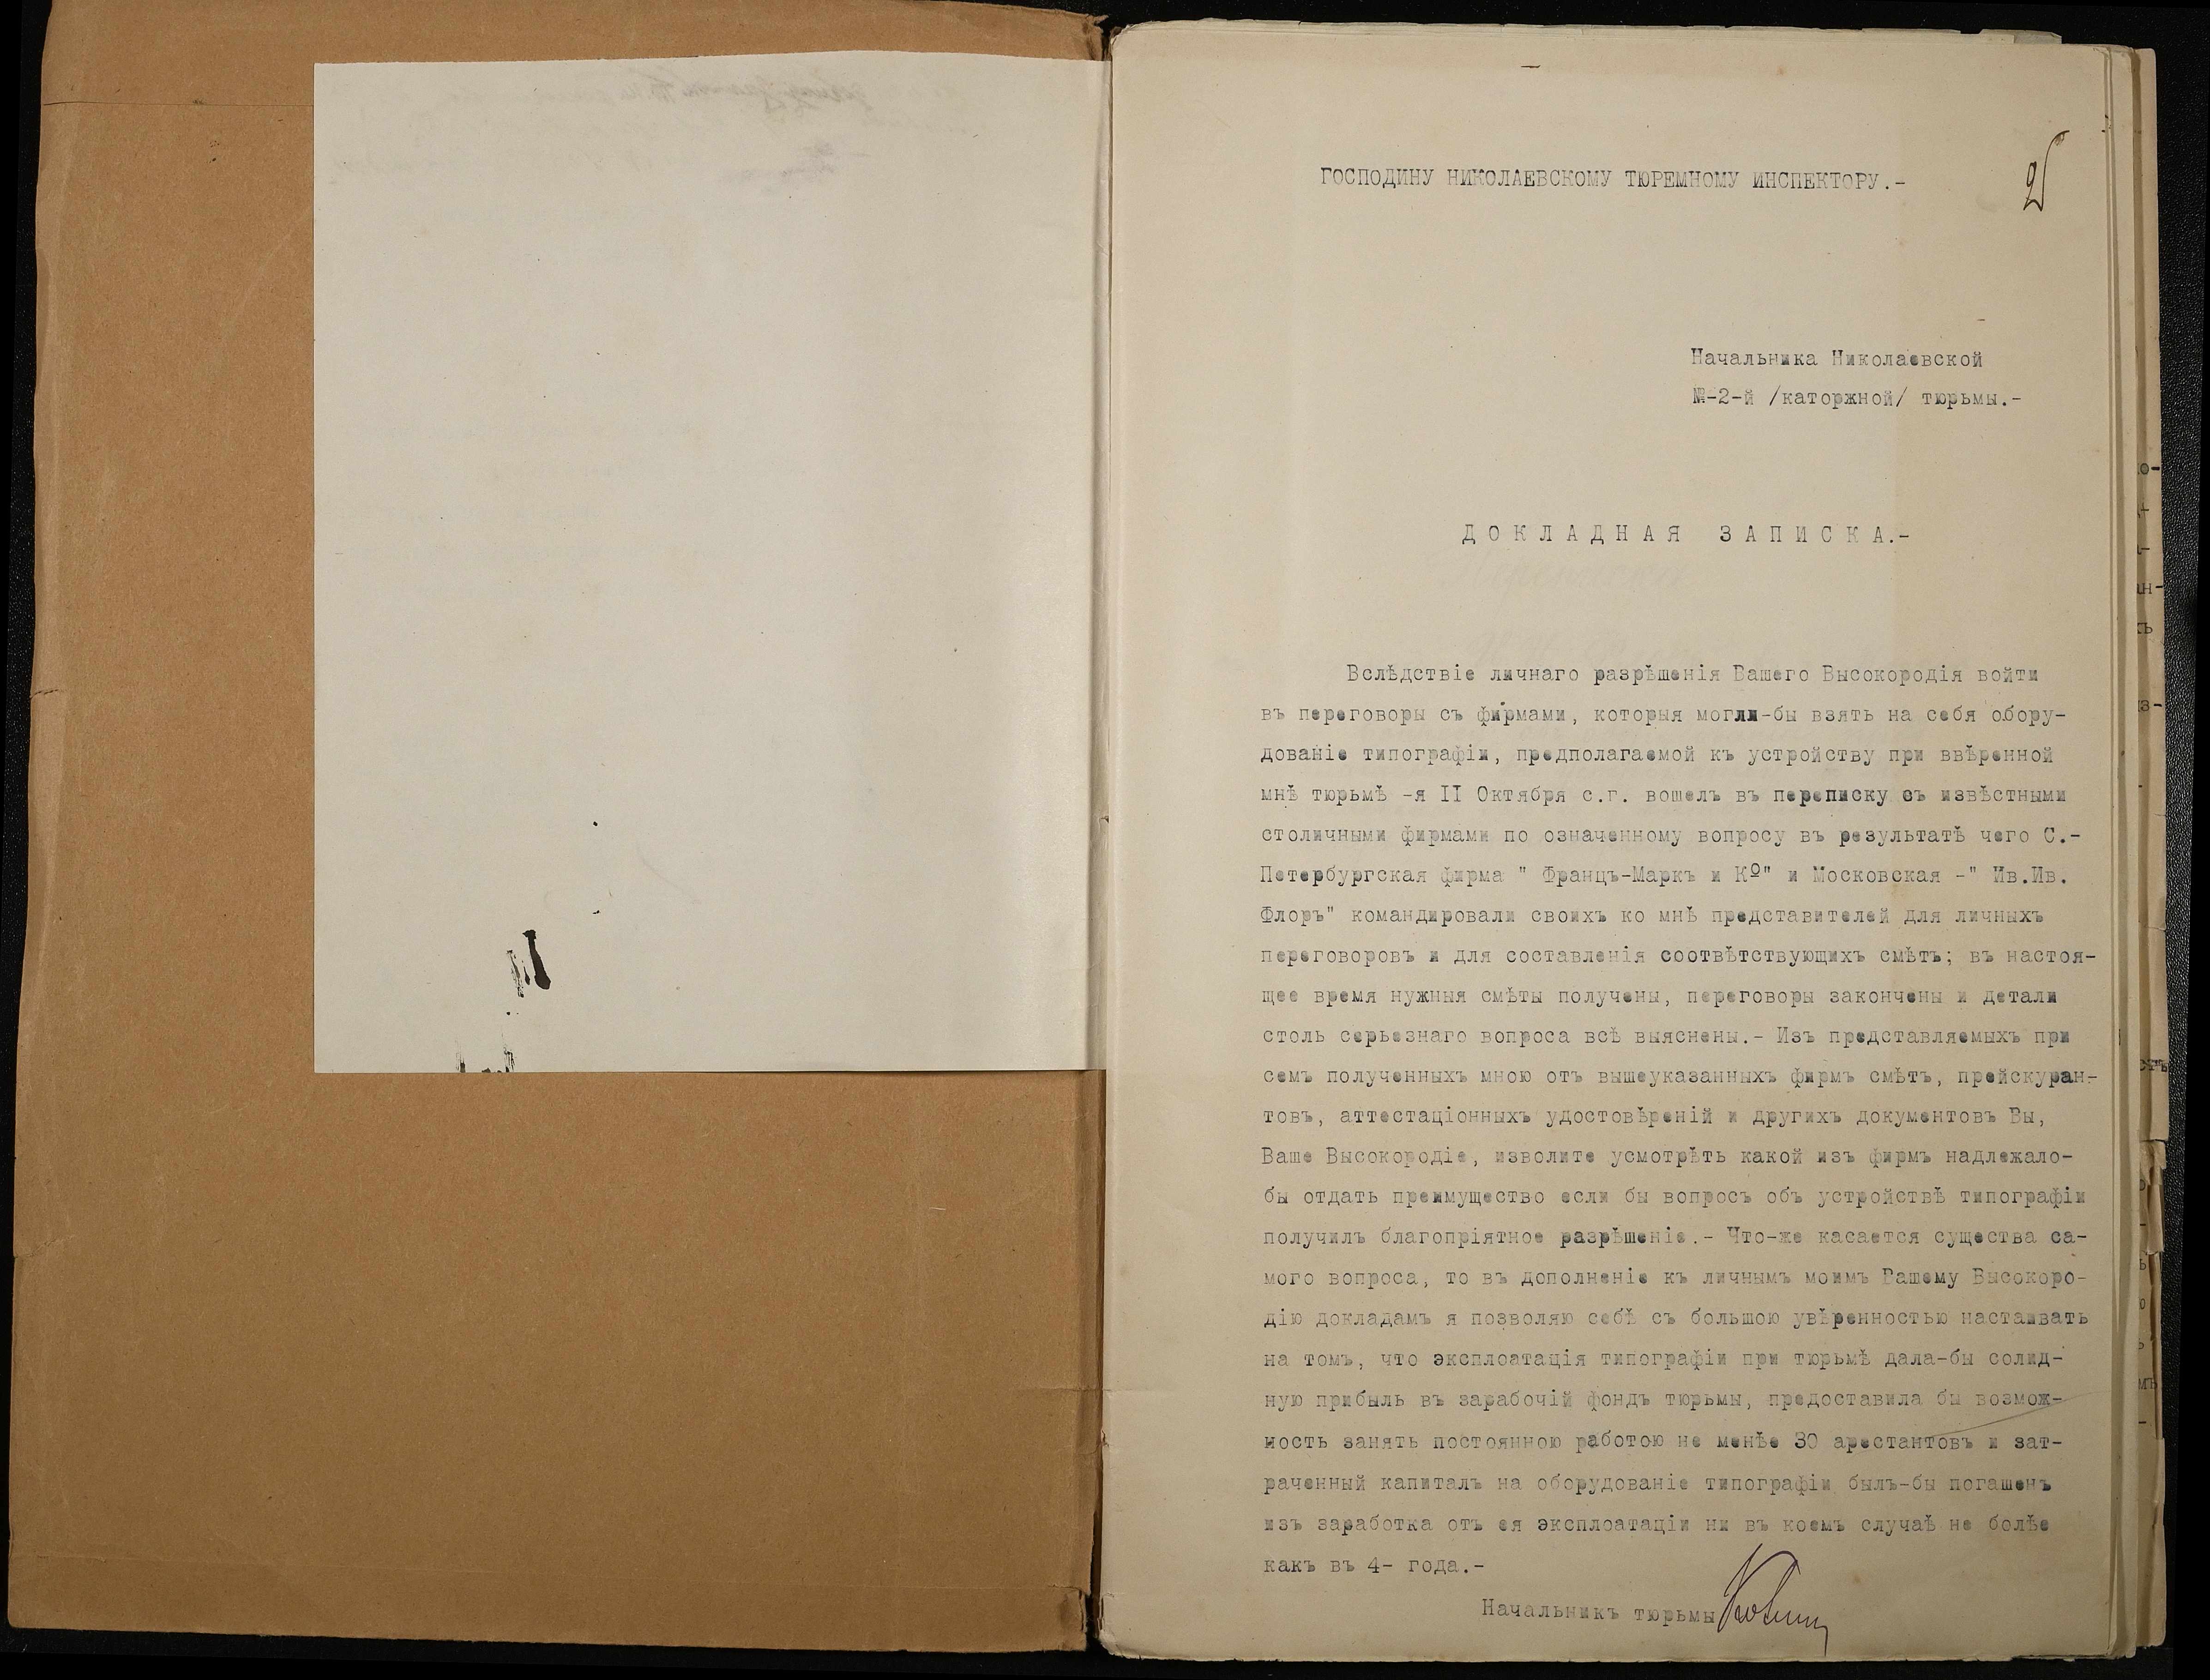 ГОСПОДИНУ НИКОЛАЕВСКОМУ ТЮРЕМНОМУ ИНСПЕКТОРУ.-
Начальника Николаевской
№-2-й /каторжной/ тюрьмы.-
ДОКЛАДНАЯ ЗАПИСКА.-
Вслѣдствіе личнаго разрѣшенія Вашего Высокородія войти
въ переговоры съ фирмами, которыя могли-бы взять на себя обору-
дованіе типографіи, предполагаемой къ устройству при ввѣренной
мнѣ тюрьмѣ -я II Октября с.г. вошелъ въ переписку съ извѣстными
столичными фирмами по означенному вопросу въ результатѣ чего С.-
Петербургская фирма " Францъ-Маркъ и Кº" и Московская -" Ив.Ив.
Флоръ" командировали своихъ ко мнѣ представителей для личныхъ
переговоровъ и для составленія соотвѣтствующихъ смѣтъ; въ настоя-
щее время нужныя смѣты получены, переговоры закончены и детали
столь серьезнаго вопроса всѣ выяснены.- Изъ представляемыхъ при
семъ полученныхъ мною отъ вышеуказанныхъ фирмъ смѣтъ, прейскуран-
товъ, аттестаціонныхъ удостовѣреній и другихъ документовъ Вы,
Ваше Высокородіе, изволите усмотрѣть какой изъ фирмъ надлежало-
бы отдать преимущество если бы вопросъ объ устройствѣ типографіи
получилъ благопріятное разрѣшеніе.- Что-же касается существа са-
мого вопроса, то въ дополненіе къ личнымъ моимъ Вашему Высокоро-
дію докладамъ я позволяю себѣ съ большою увѣренностью настаивать
на томъ, что эксплоатація типографіи при тюрьмѣ дала-бы солид-
ную прибыль въ зарабочій фондъ тюрьмы, предоставила бы возмож-
ность занять постоянною работою не менѣе 30 арестантовъ и зат-
раченный капиталъ на оборудованіе типографіи былъ-бы погашенъ
изъ заработка отъ ея эксплоатаціи ни въ коемъ случаѣ не болѣе
какъ въ 4- года.-
Начальникъ тюрьмы